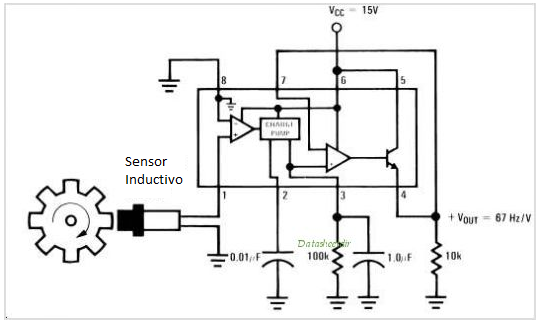 VCC = 15V
8
7
6
5
CHARGE
PUMP
Sensor
Inductivo
1
2
3
4
+ VOUT = 67 Hz/V
Datasheetdir
0.01μF
100k
1.0μF
10k